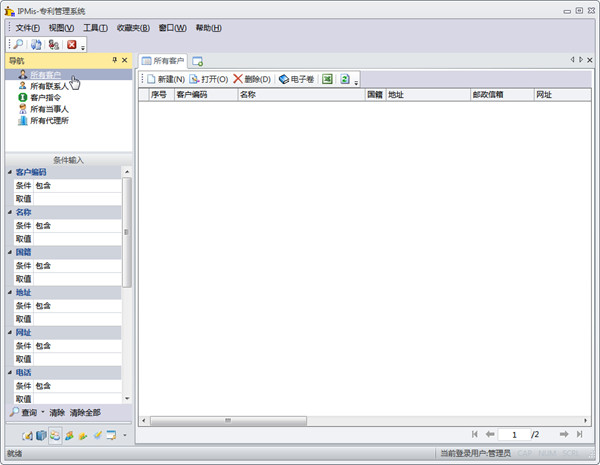 IPMis-专利管理系统
文件(F) 视图(V) 工具(T) 收藏夹(B) 窗口(W) 帮助(H)
导航
所有客户
所有联系人
客户指令
所有当事人
所有代理所
条件输入
客户编码
条件 包含
取值
名称
条件 包含
取值
国籍
条件 包含
取值
地址
条件 包含
取值
网址
条件 包含
取值
电话
条件 包含
取值
查询 清除 清除全部
所有客户
新建(N) 打开(O) 删除(D) 电子卷
序号 客户编码 名称 国籍 地址 邮政信箱 网址
1 /2
就绪
当前登录用户:管理员 CAP NUM SCRL